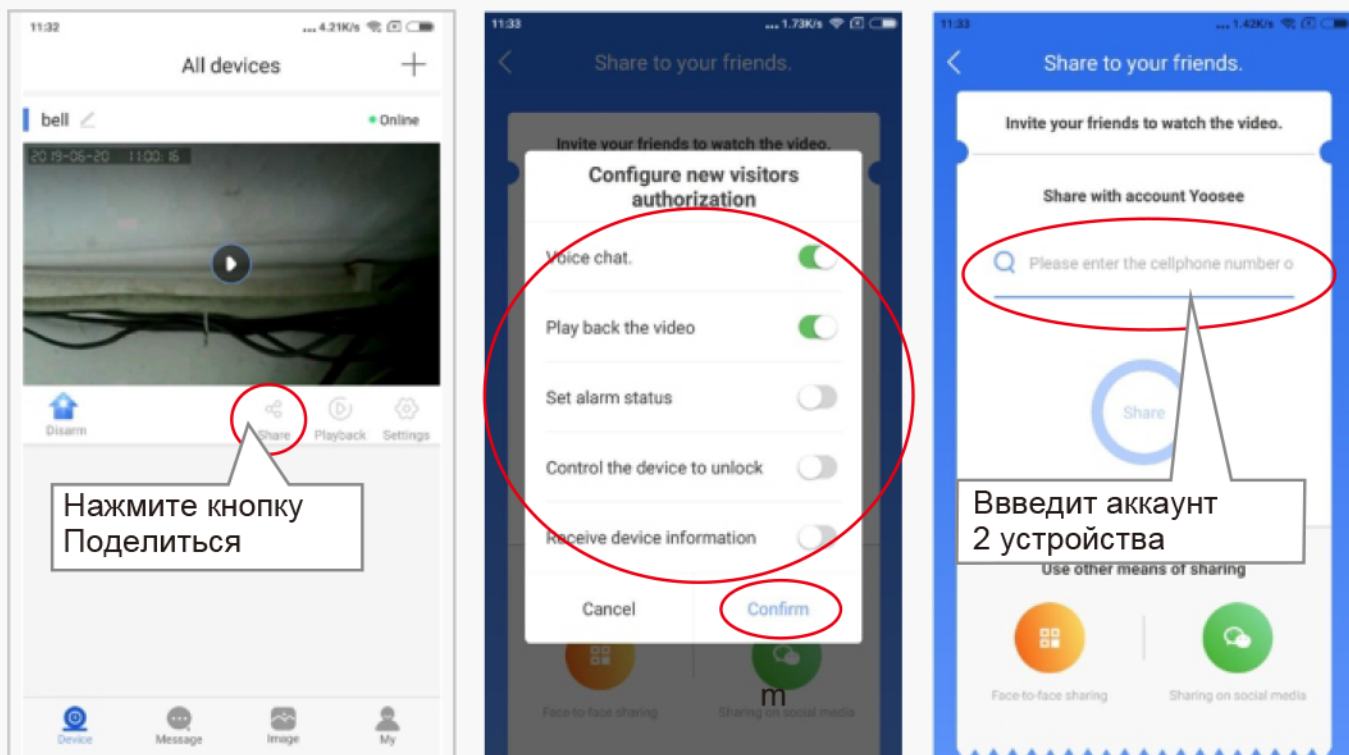 11:32
... 4.21K/s
All devices
bell
Online
2019-06-20 11:00:16
Disarm
Share
Playback
Settings
Нажмите кнопку
Поделиться
Device
Message
Image
My
11:33
... 1.73K/s
Share to your friends.
Invite your friends to watch the video.
Configure new visitors
authorization
Voice chat.
Play back the video
Set alarm status
Control the device to unlock
Receive device information
Cancel
Confirm
m
Face-to-face sharing
Sharing on social media
11:33
... 1.42K/s
Share to your friends.
Invite your friends to watch the video.
Share with account Yoosee
Please enter the cellphone number o
Share
Ввведит аккаунт
2 устройства
Use other means of sharing
Face-to-face sharing
Sharing on social media